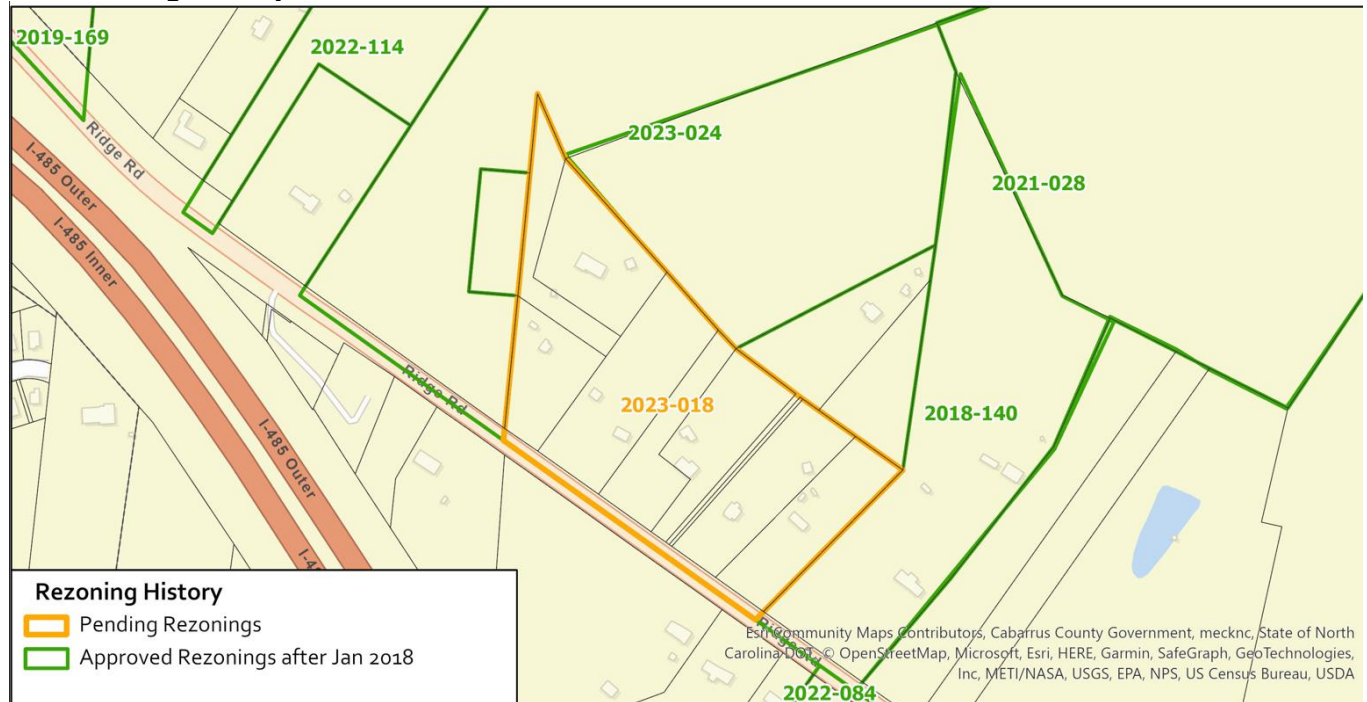 2019-169
2022-114
2023-024
2021-028
Ridge Rd
I-485 Outer
I-485 Inner
Ridge Rd
2023-018
2018-140
I-485 Outer
Rezoning History
Pending Rezonings
Approved Rezonings after Jan 2018
Ridge Rd
Esri Community Maps Contributors, Cabarrus County Government, mecknc, State of North
Carolina DOT, © OpenStreetMap, Microsoft, Esri, HERE, Garmin, SafeGraph, GeoTechnologies,
Inc, METI/NASA, USGS, EPA, NPS, US Census Bureau, USDA
2022-084